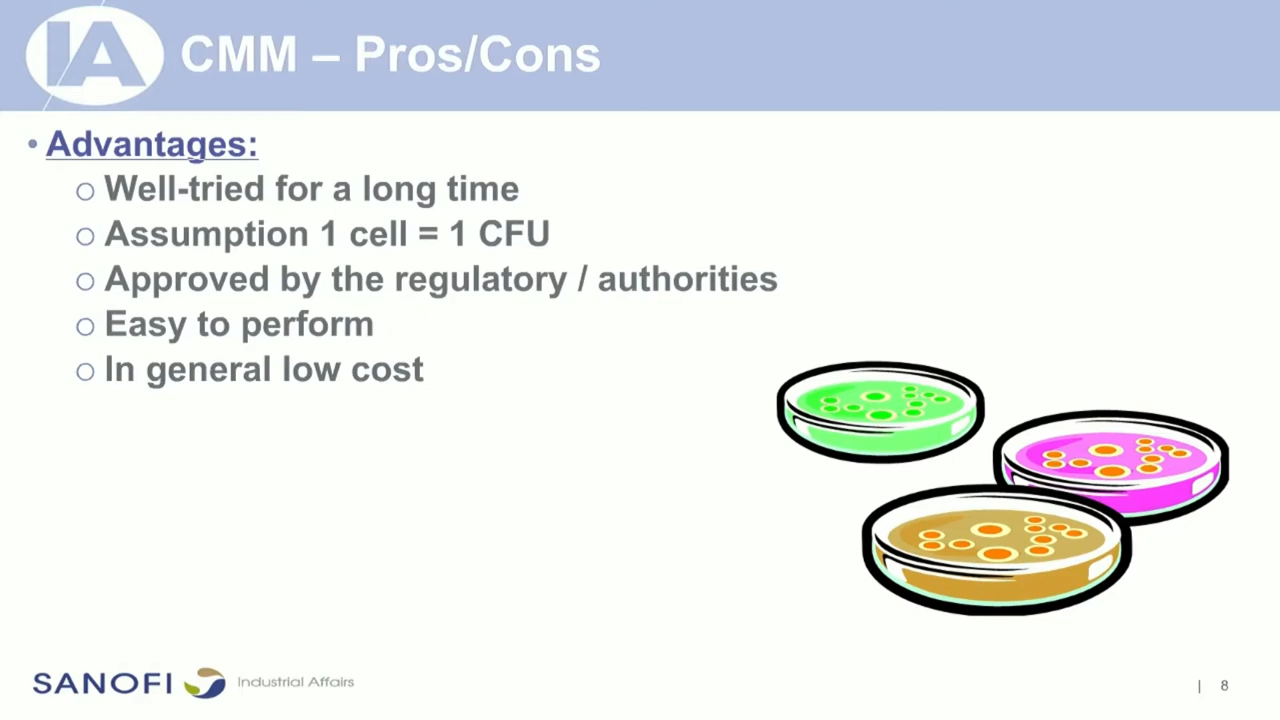 IA
CMM – Pros/Cons
• Advantages:
○ Well-tried for a long time
○ Assumption 1 cell = 1 CFU
○ Approved by the regulatory / authorities
○ Easy to perform
○ In general low cost
SANOFI Industrial Affairs
| 8